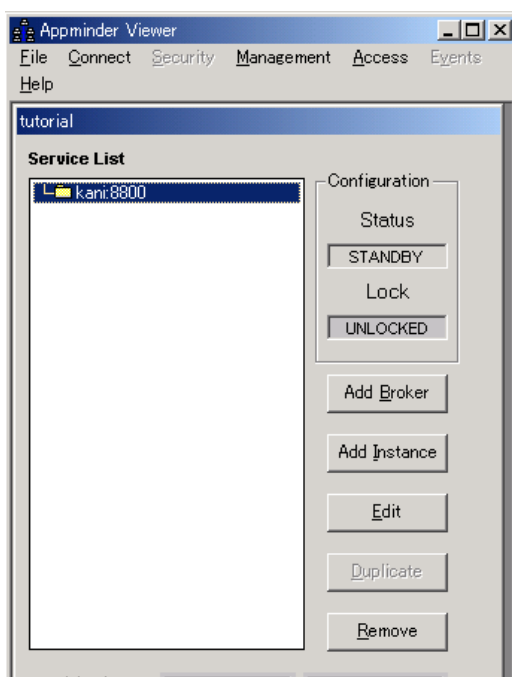 Appminder Viewer
File Connect Security Management Access Events
Help
tutorial
Service List
kani:8800
Configuration
Status
STANDBY
Lock
UNLOCKED
Add Broker
Add Instance
Edit
Duplicate
Remove